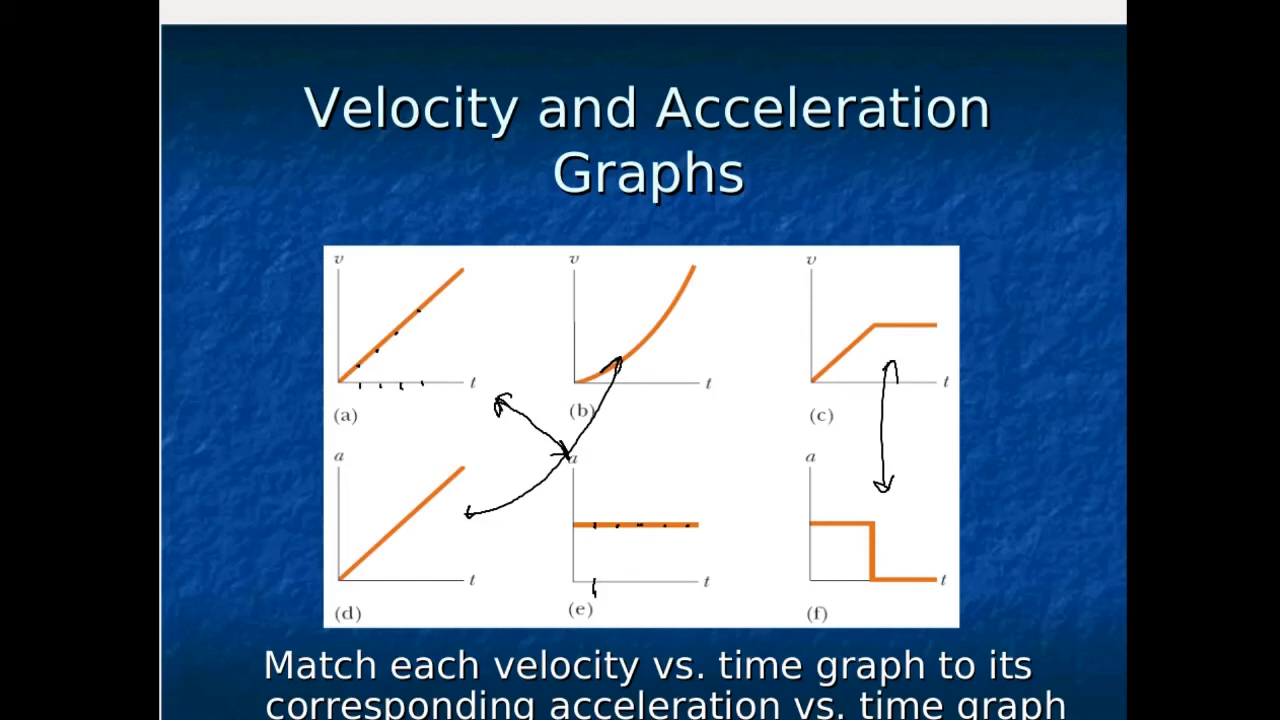 Velocity and Acceleration
Graphs
v
v
v
t
t
t
(a)
(b)
(c)
a
a
a
t
t
t
(d)
(e)
(f)
Match each velocity vs. time graph to its
corresponding acceleration vs. time graph